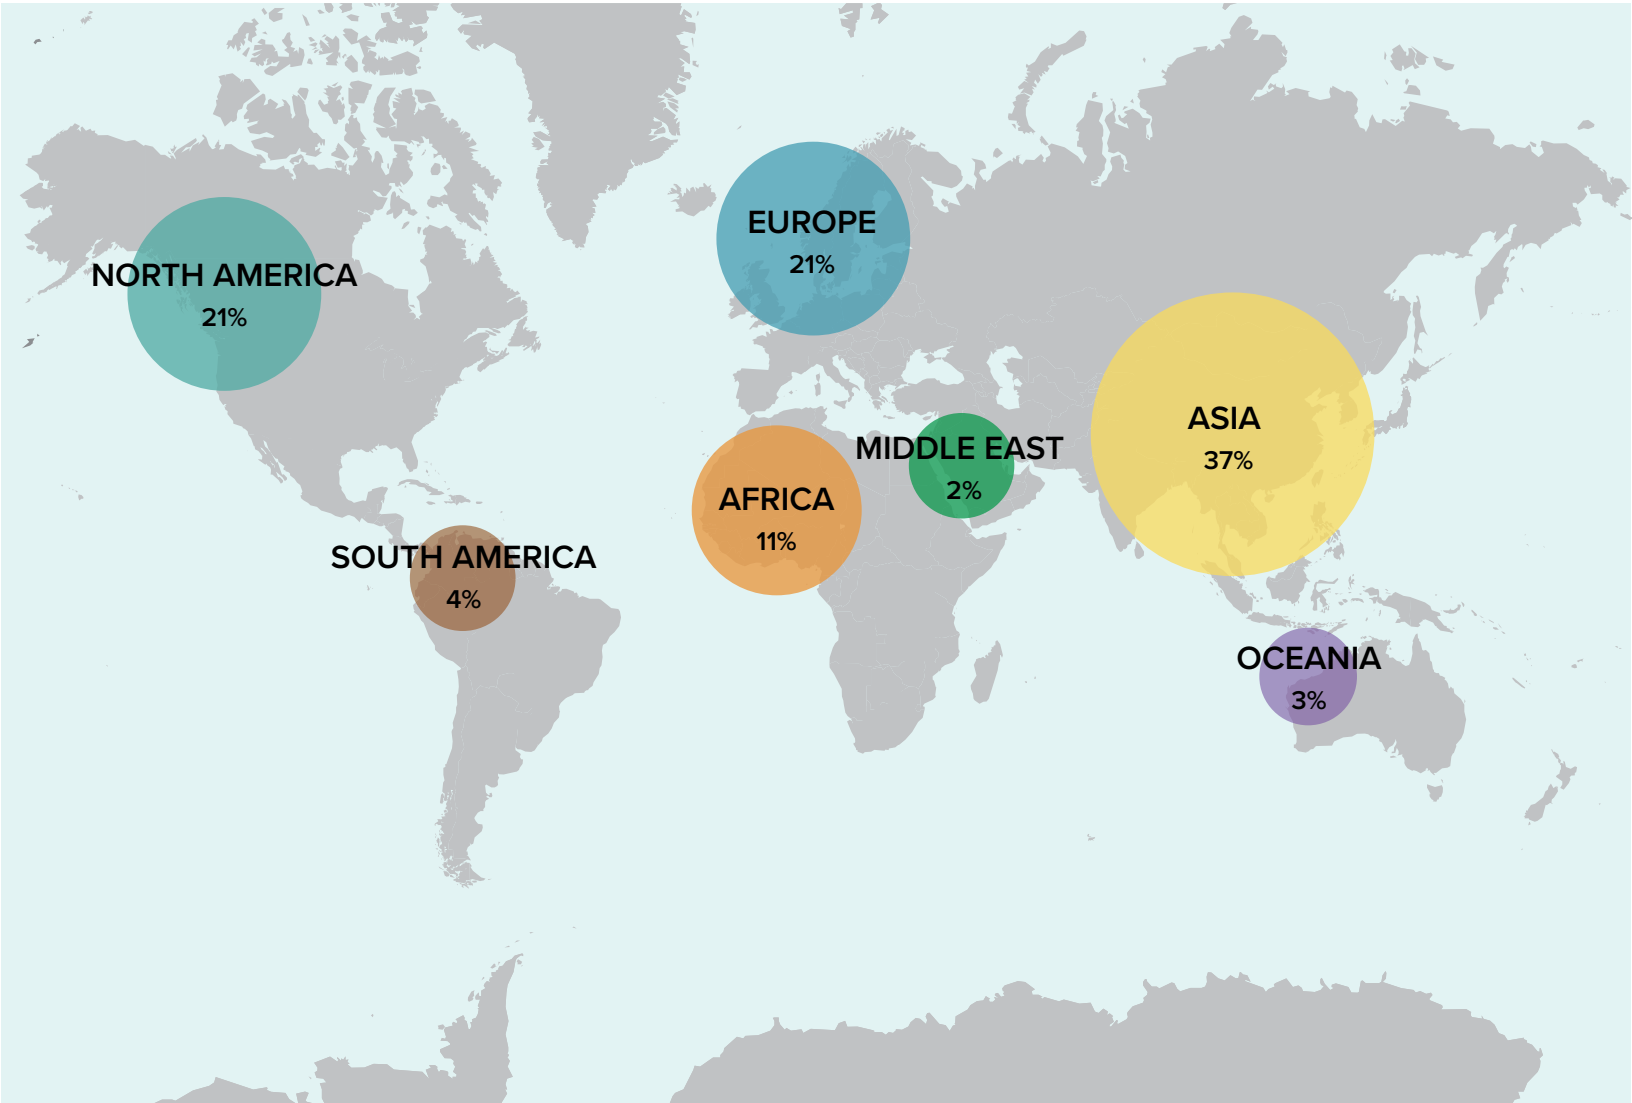 EUROPE
21%
NORTH AMERICA
21%
ASIA
37%
MIDDLE EAST
2%
AFRICA
11%
SOUTH AMERICA
4%
OCEANIA
3%